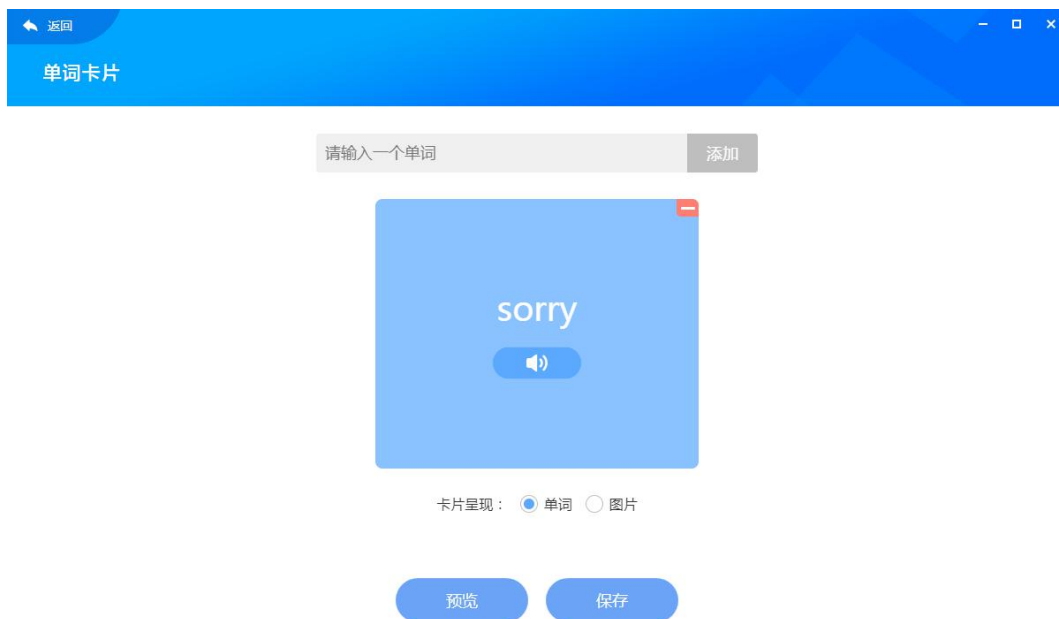 返回
单词卡片
请输入一个单词 添加
sorry
卡片呈现： 单词 图片
预览 保存